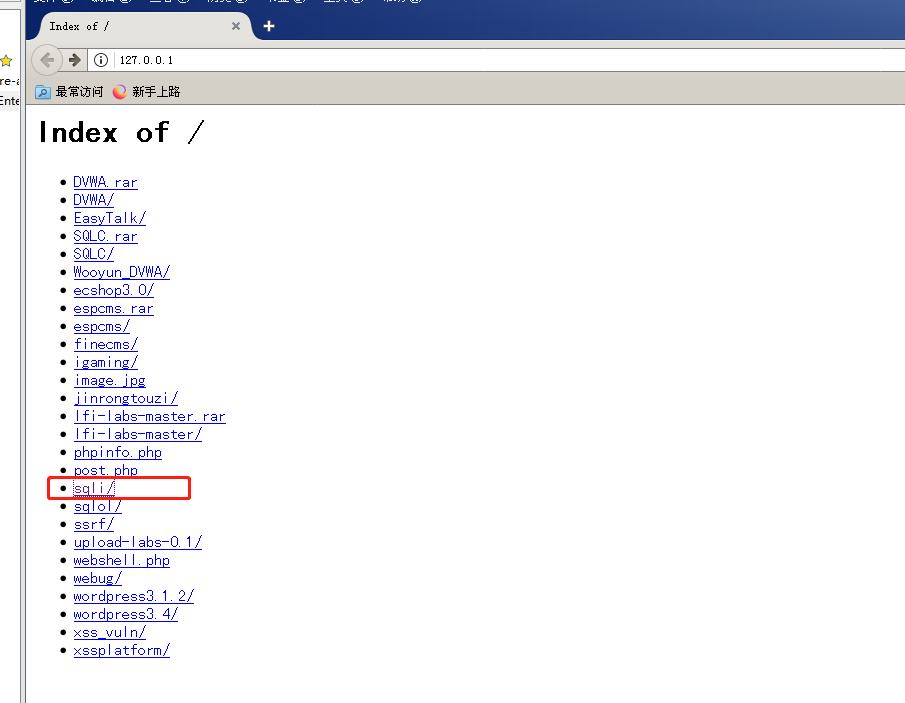 Index of /
127.0.0.1
re-a
最常访问 新手上路
Ente
Index of /
DVWA.rar
DVWA/
EasyTalk/
SQLC.rar
SQLC/
Wooyun_DVWA/
ecshop3.0/
espcms.rar
espcms/
finecms/
igaming/
image.jpg
jinrongtouzi/
lfi-labs-master.rar
lfi-labs-master/
phpinfo.php
post.php
sqli/
sqlol/
ssrf/
upload-labs-0.1/
webshell.php
webug/
wordpress3.1.2/
wordpress3.4/
xss_vuln/
xssplatform/